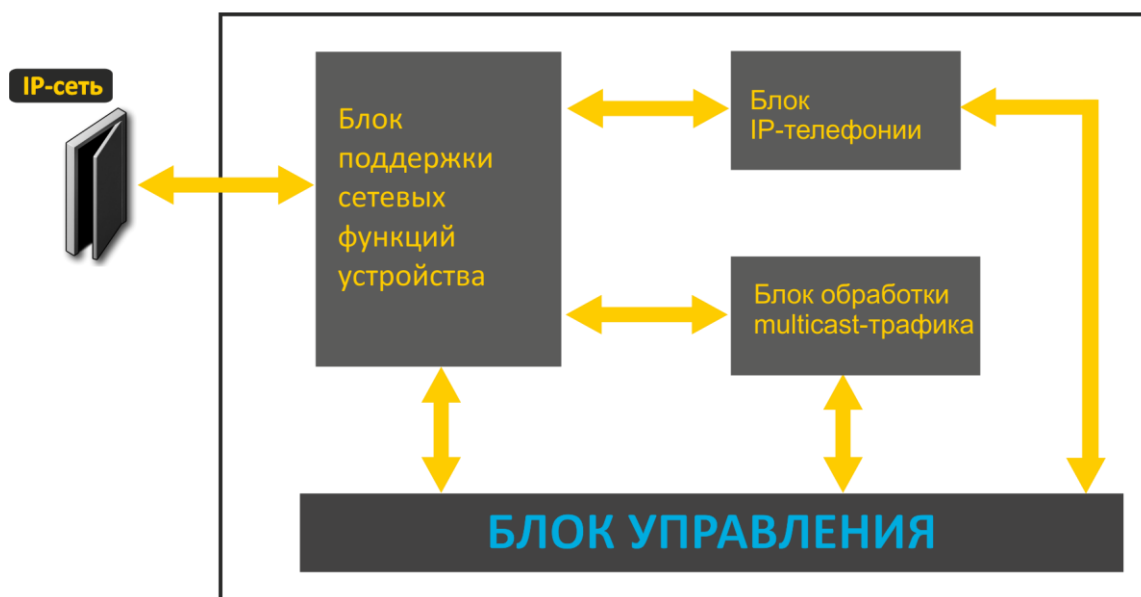 IP-сеть
Блок
поддержки
сетевых
функций
устройства
Блок
IP-телефонии
Блок обработки
multicast-трафика
БЛОК УПРАВЛЕНИЯ